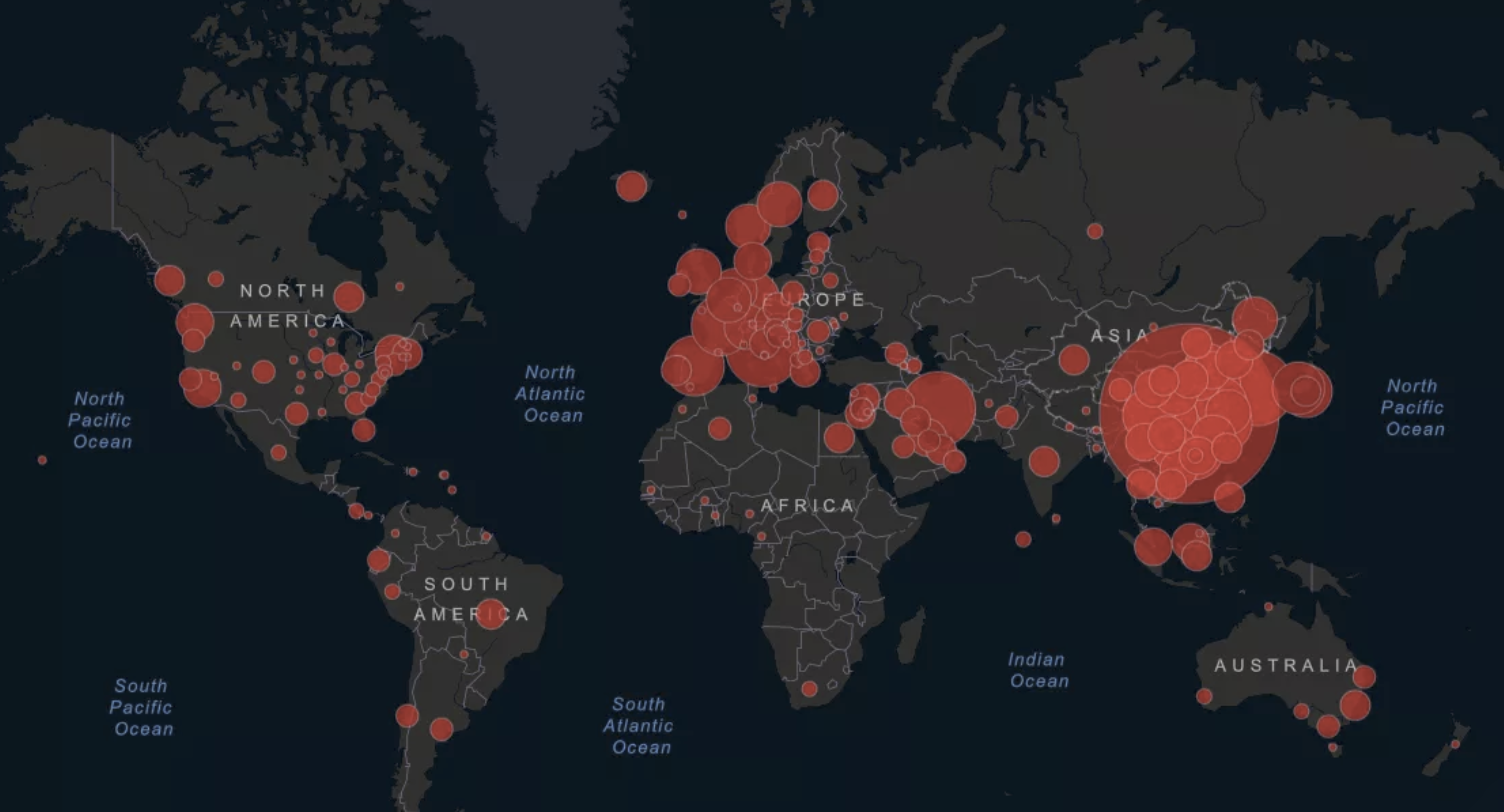 NORTH
AMERICA
EUROPE
ASIA
North
Pacific
Ocean
North
Atlantic
Ocean
North
Pacific
Ocean
AFRICA
SOUTH
AMERICA
Indian
Ocean
AUSTRALIA
South
Pacific
Ocean
South
Atlantic
Ocean